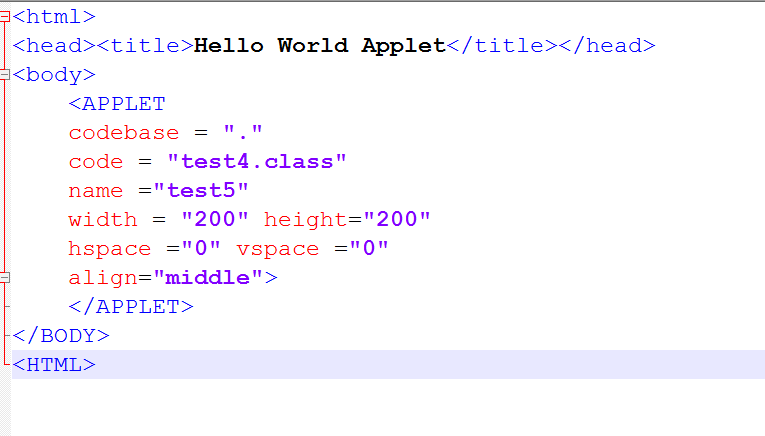 <html>
<head><title>Hello World Applet</title></head>
<body>
    <APPLET
    codebase = "."
    code = "test4.class"
    name ="test5"
    width = "200" height="200"
    hspace ="0" vspace ="0"
    align="middle">
    </APPLET>
</BODY>
<HTML>